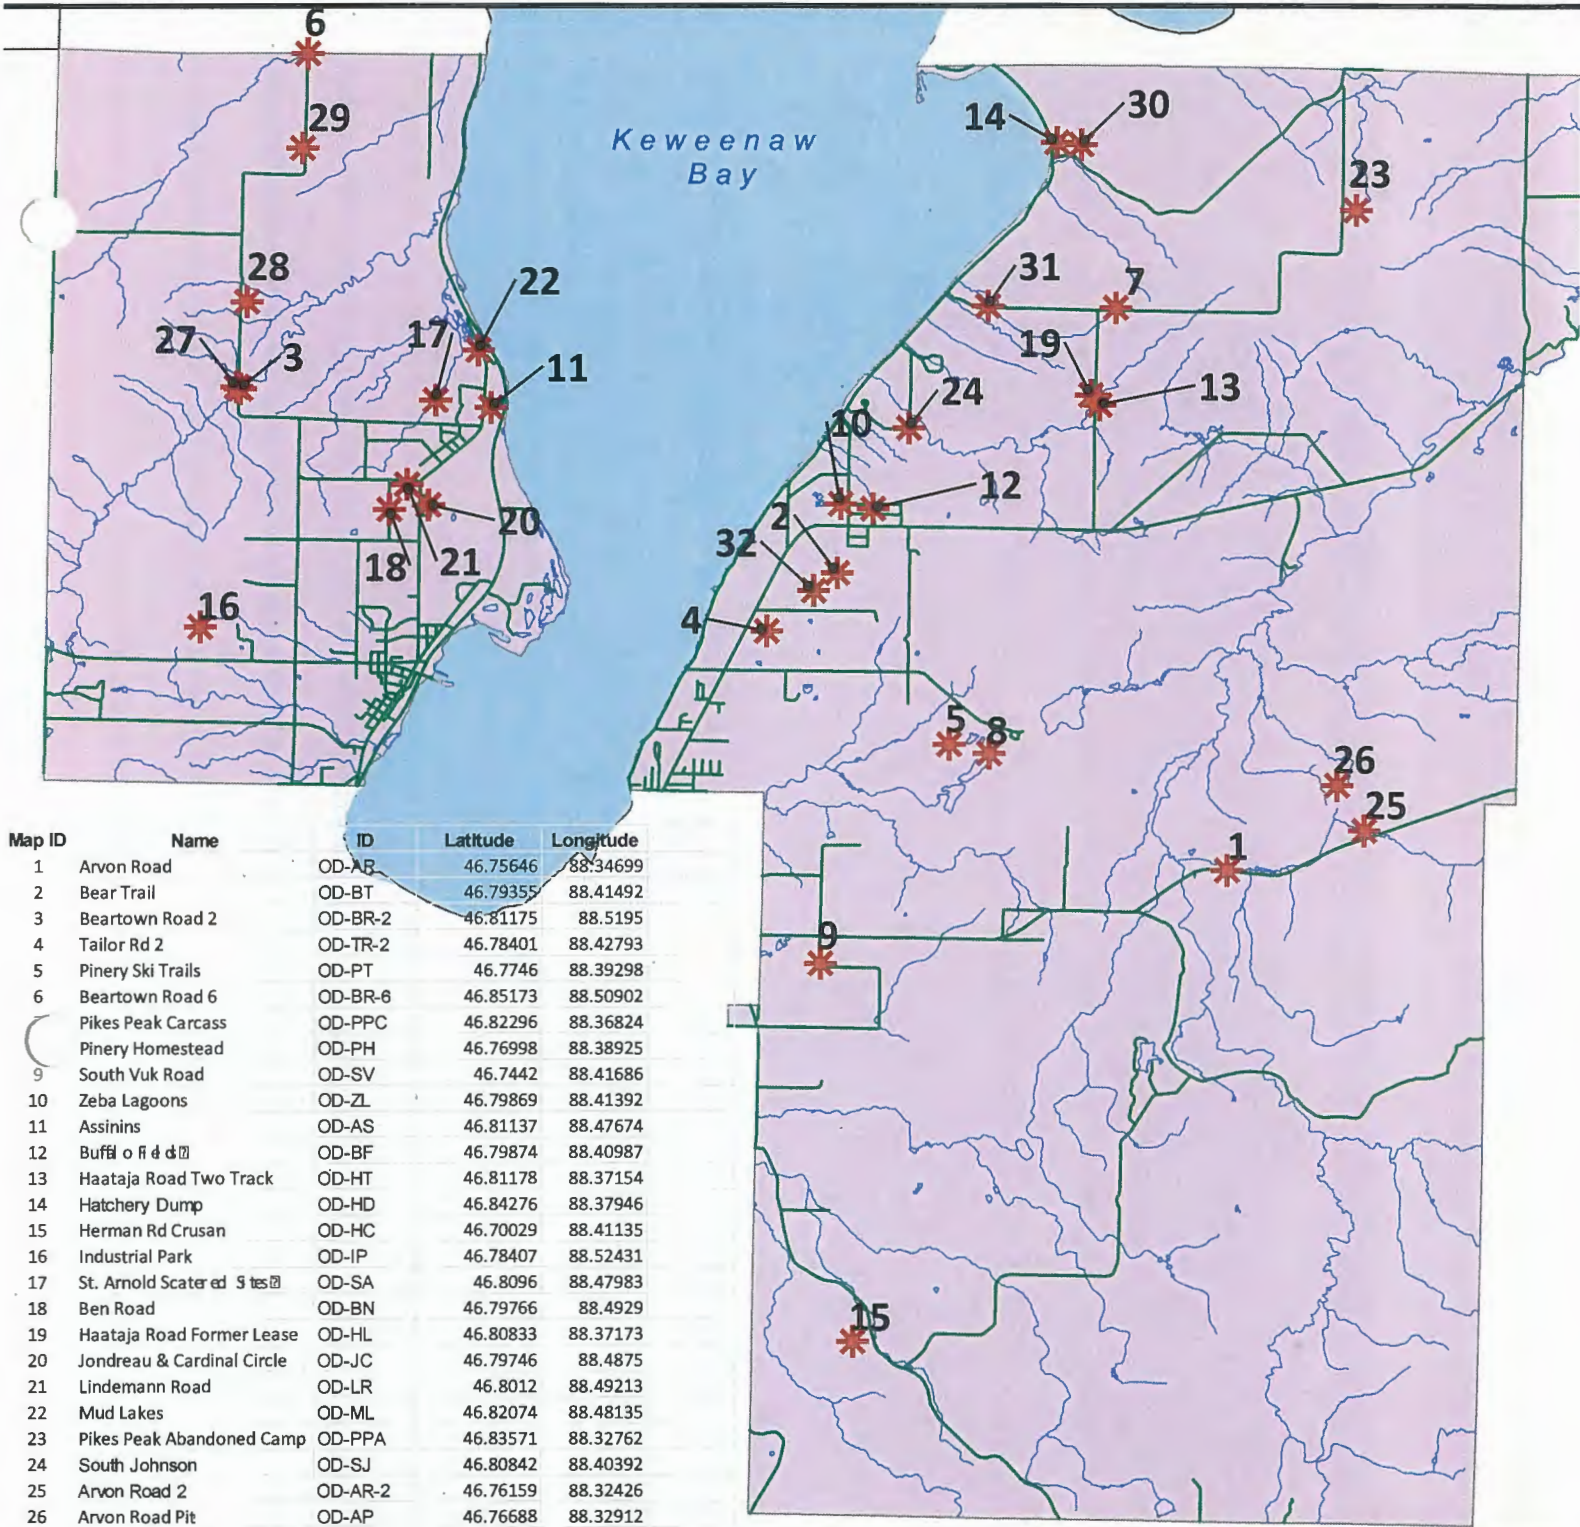 6
29
Keweenaw
Bay
14
30
23
28
22
31
7
27
3
17
11
19
13
24
10
12
2
20
32
18
21
16
4
5
8
26
25
1
9
15
Map ID Name ID Latitude Longitude
1 Arvon Road OD-AR 46.75646 88.34699
2 Bear Trail OD-BT 46.79355 88.41492
3 Beartown Road 2 OD-BR-2 46.81175 88.5195
4 Tailor Rd 2 OD-TR-2 46.78401 88.42793
5 Pinery Ski Trails OD-PT 46.7746 88.39298
6 Beartown Road 6 OD-BR-6 46.85173 88.50902
Pikes Peak Carcass OD-PPC 46.82296 88.36824
Pinery Homestead OD-PH 46.76998 88.38925
9 South Vuk Road OD-SV 46.7442 88.41686
10 Zeba Lagoons OD-ZL 46.79869 88.41392
11 Assinins OD-AS 46.81137 88.47674
12 OD-BF 46.79874 88.40987
13 Haataja Road Two Track OD-HT 46.81178 88.37154
14 Hatchery Dump OD-HD 46.84276 88.37946
15 Herman Rd Crusan OD-HC 46.70029 88.41135
16 Industrial Park OD-IP 46.78407 88.52431
17 St. Arnold Scatered Sites OD-SA 46.8096 88.47983
18 Ben Road OD-BN 46.79766 88.4929
19 Haataja Road Former Lease OD-HL 46.80833 88.37173
20 Jondreau & Cardinal Circle OD-JC 46.79746 88.4875
21 Lindemann Road OD-LR 46.8012 88.49213
22 Mud Lakes OD-ML 46.82074 88.48135
23 Pikes Peak Abandoned Camp OD-PPA 46.83571 88.32762
24 South Johnson OD-SJ 46.80842 88.40392
25 Arvon Road 2 OD-AR-2 46.76159 88.32426
26 Arvon Road Pit OD-AP 46.76688 88.32912